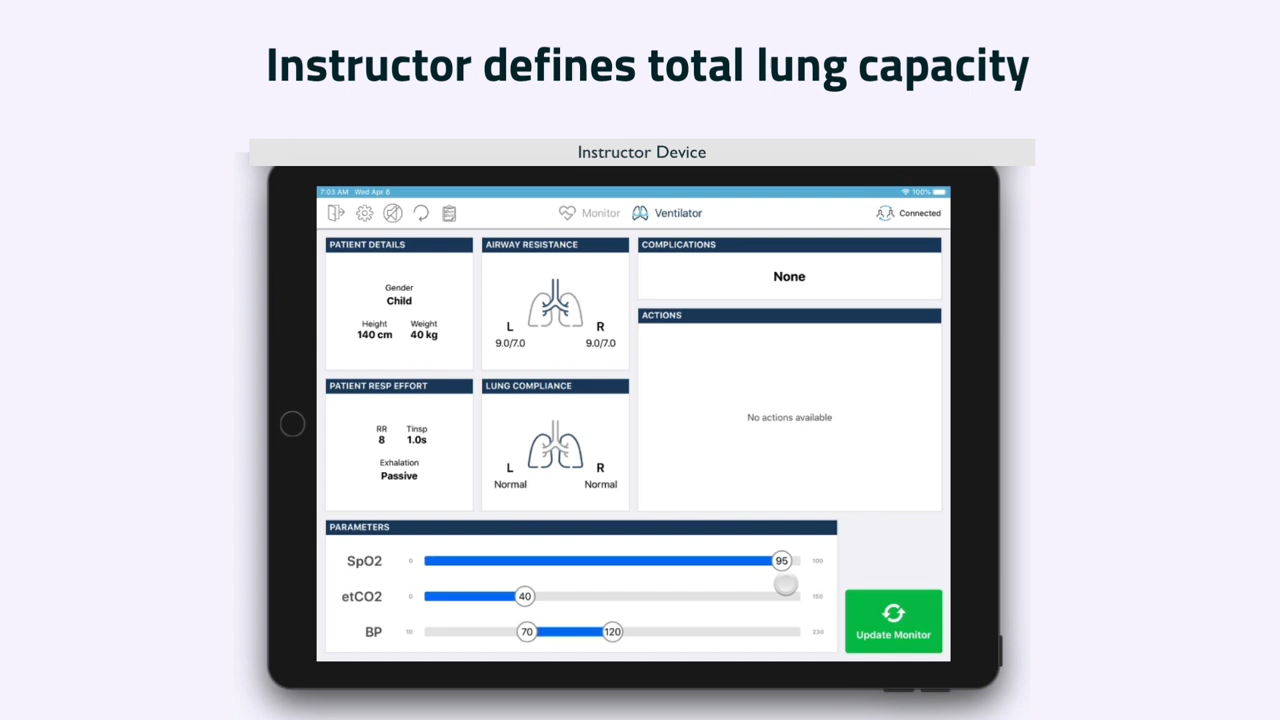 Instructor defines total lung capacity
Instructor Device
7:03 AM Wed Apr 6
100%
Monitor
Ventilator
Connected
PATIENT DETAILS
Gender
Child
Height Weight
140 cm 40 kg
AIRWAY RESISTANCE
L R
9.0/7.0 9.0/7.0
COMPLICATIONS
None
ACTIONS
No actions available
PATIENT RESP EFFORT
RR Tinsp
8 1.0s
Exhalation
Passive
LUNG COMPLIANCE
L R
Normal Normal
PARAMETERS
SpO2 0 95 100
etCO2 0 40 150
BP 10 70 120 230
Update Monitor